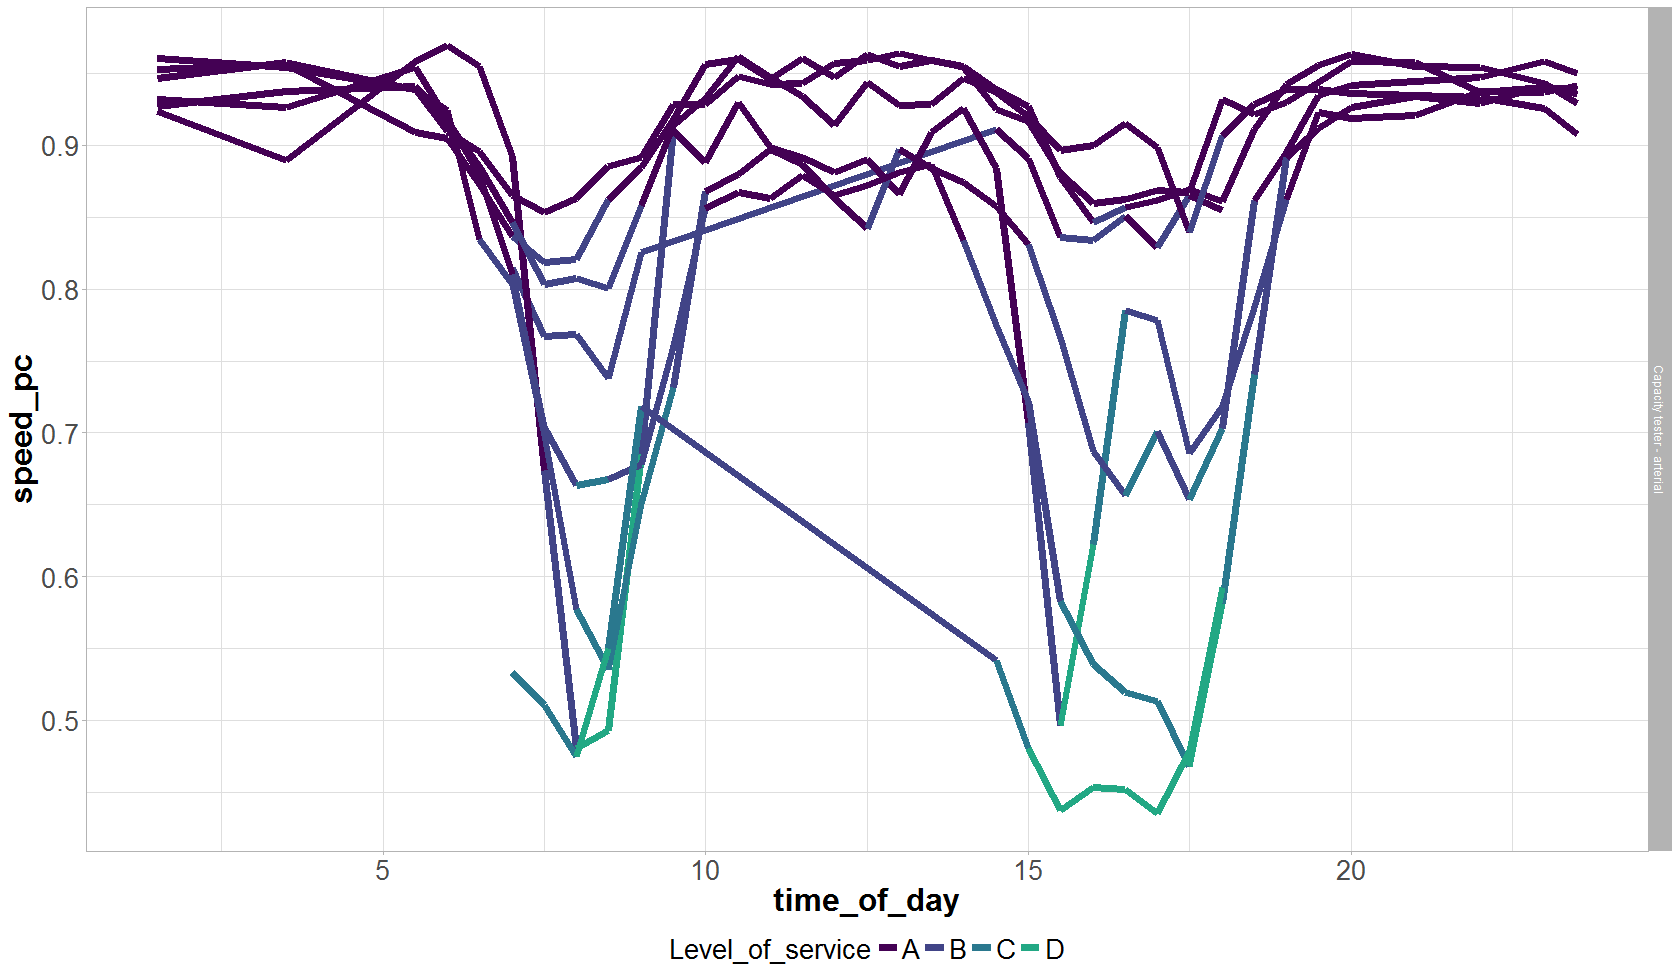 speed_pc
0.9
0.8
0.7
0.6
0.5
Capacity tester - arterial
5 10 15 20
time_of_day
Level_of_service A B C D